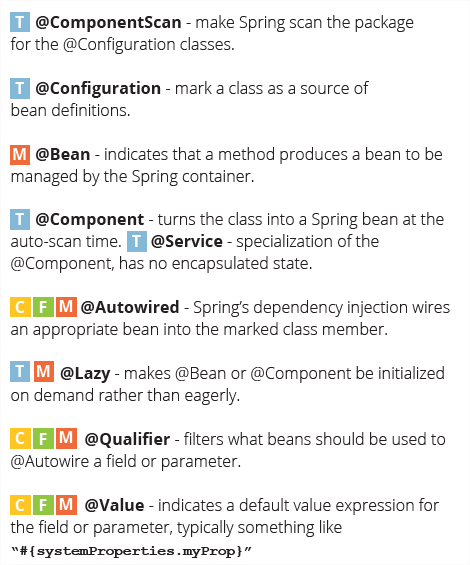 T @ComponentScan - make Spring scan the package
for the @Configuration classes.
T @Configuration - mark a class as a source of
bean definitions.
M @Bean - indicates that a method produces a bean to be
managed by the Spring container.
T @Component - turns the class into a Spring bean at the
auto-scan time. T @Service - specialization of the
@Component, has no encapsulated state.
C F M @Autowired - Spring’s dependency injection wires
an appropriate bean into the marked class member.
T M @Lazy - makes @Bean or @Component be initialized
on demand rather than eagerly.
C F M @Qualifier - filters what beans should be used to
@Autowire a field or parameter.
C F M @Value - indicates a default value expression for
the field or parameter, typically something like
“#{systemProperties.myProp}”